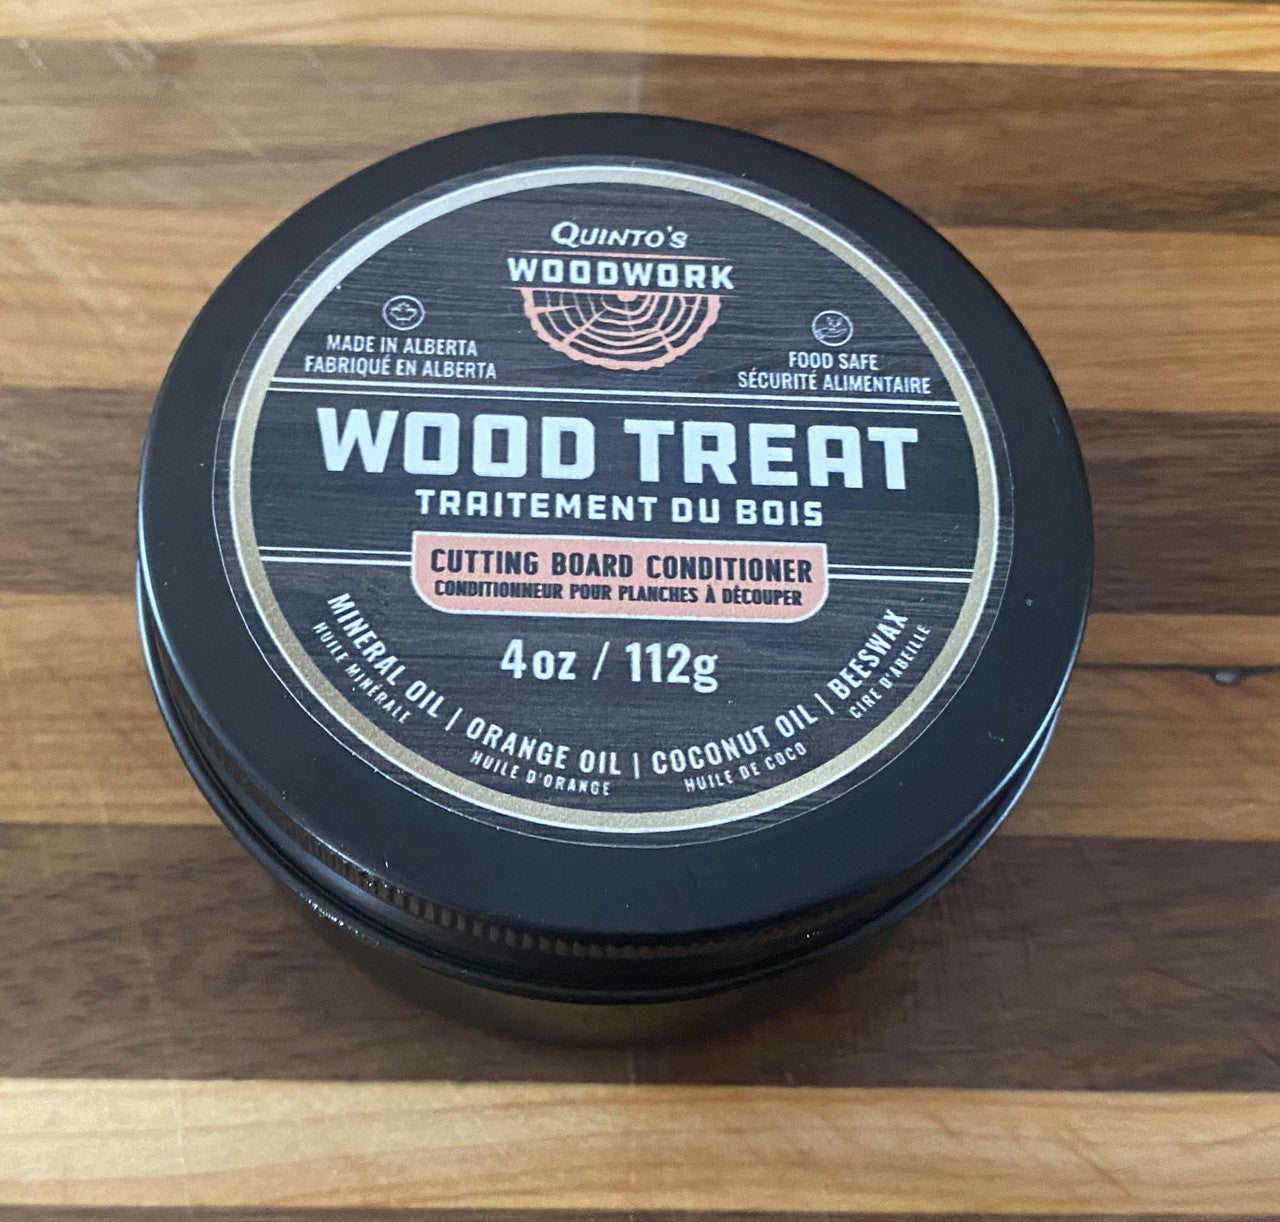 QUINTO'S
WOODWORK
MADE IN ALBERTA
FABRIQUÉ EN ALBERTA
FOOD SAFE
SÉCURITÉ ALIMENTAIRE
WOOD TREAT
TRAITEMENT DU BOIS
CUTTING BOARD CONDITIONER
CONDITIONNEUR POUR PLANCHES À DÉCOUPER
4oz / 112g
MINERAL OIL | ORANGE OIL | COCONUT OIL | BEESWAX
HUILE MINÉRALE HUILE D'ORANGE HUILE DE COCO CIRE D'ABEILLE